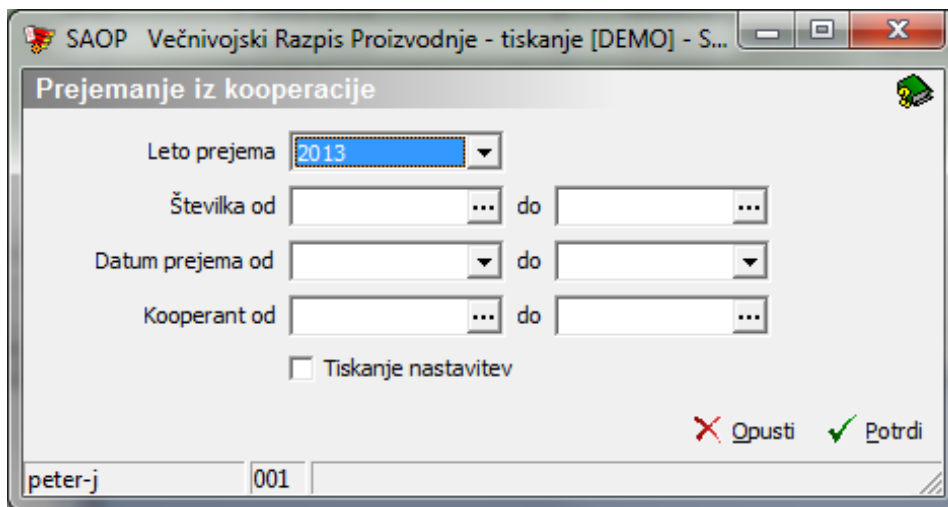 SAOP Večnivojski Razpis Proizvodnje - tiskanje [DEMO] - S...
Prejemanje iz kooperacije
Leto prejema 2013
Številka od ... do ...
Datum prejema od do
Kooperant od ... do ...
Tiskanje nastavitev
Opusti Potrdi
peter-j 001